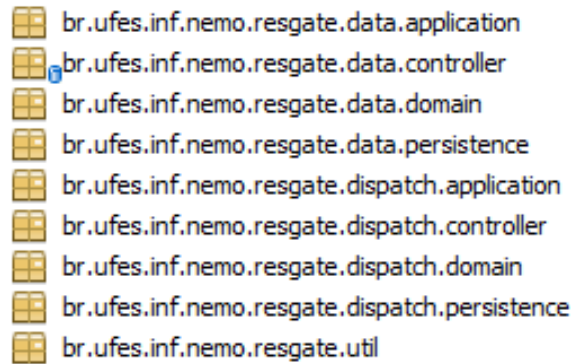 br.ufes.inf.nemo.resgate.data.application
br.ufes.inf.nemo.resgate.data.controller
br.ufes.inf.nemo.resgate.data.domain
br.ufes.inf.nemo.resgate.data.persistence
br.ufes.inf.nemo.resgate.dispatch.application
br.ufes.inf.nemo.resgate.dispatch.controller
br.ufes.inf.nemo.resgate.dispatch.domain
br.ufes.inf.nemo.resgate.dispatch.persistence
br.ufes.inf.nemo.resgate.util